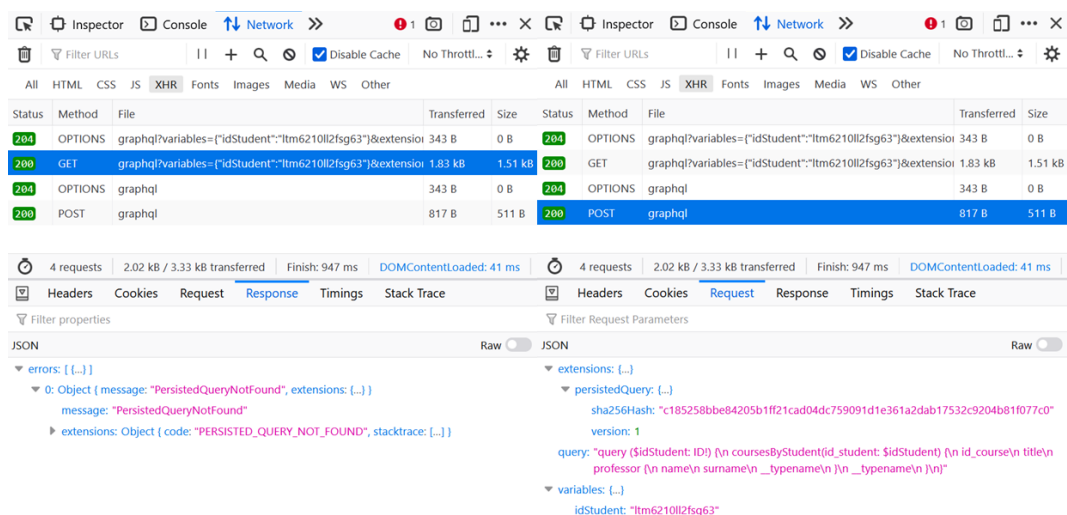 Inspector Console Network 1
Filter URLs Disable Cache No Throttl...
All HTML CSS JS XHR Fonts Images Media WS Other
Status Method File Transferred Size
204 OPTIONS graphql?variables={"idStudent":"ltm6210ll2fsg63"}&extension 343 B 0 B
200 GET graphql?variables={"idStudent":"ltm6210ll2fsg63"}&extension 1.83 kB 1.51 kB
204 OPTIONS graphql 343 B 0 B
200 POST graphql 817 B 511 B
4 requests 2.02 kB / 3.33 kB transferred Finish: 947 ms DOMContentLoaded: 41 ms
Headers Cookies Request Response Timings Stack Trace
Filter properties
JSON Raw
errors: [ {…} ]
0: Object { message: "PersistedQueryNotFound", extensions: {…} }
message: "PersistedQueryNotFound"
extensions: Object { code: "PERSISTED_QUERY_NOT_FOUND", stacktrace: […] }
Inspector Console Network 1
Filter URLs Disable Cache No Throttl...
All HTML CSS JS XHR Fonts Images Media WS Other
Status Method File Transferred Size
204 OPTIONS graphql?variables={"idStudent":"ltm6210ll2fsg63"}&extension 343 B 0 B
200 GET graphql?variables={"idStudent":"ltm6210ll2fsg63"}&extension 1.83 kB 1.51 kB
204 OPTIONS graphql 343 B 0 B
200 POST graphql 817 B 511 B
4 requests 2.02 kB / 3.33 kB transferred Finish: 947 ms DOMContentLoaded: 41 ms
Headers Cookies Request Response Timings Stack Trace
Filter Request Parameters
JSON Raw
extensions: {…}
persistedQuery: {…}
sha256Hash: "c185258bbe84205b1ff21cad04dc759091d1e361a2dab17532c9204b81f077c0"
version: 1
query: "query ($idStudent: ID!) {\n coursesByStudent(id_student: $idStudent) {\n id_course\n title\n
professor {\n name\n surname\n __typename\n }\n __typename\n }\n}"
variables: {…}
idStudent: "ltm6210ll2fsg63"